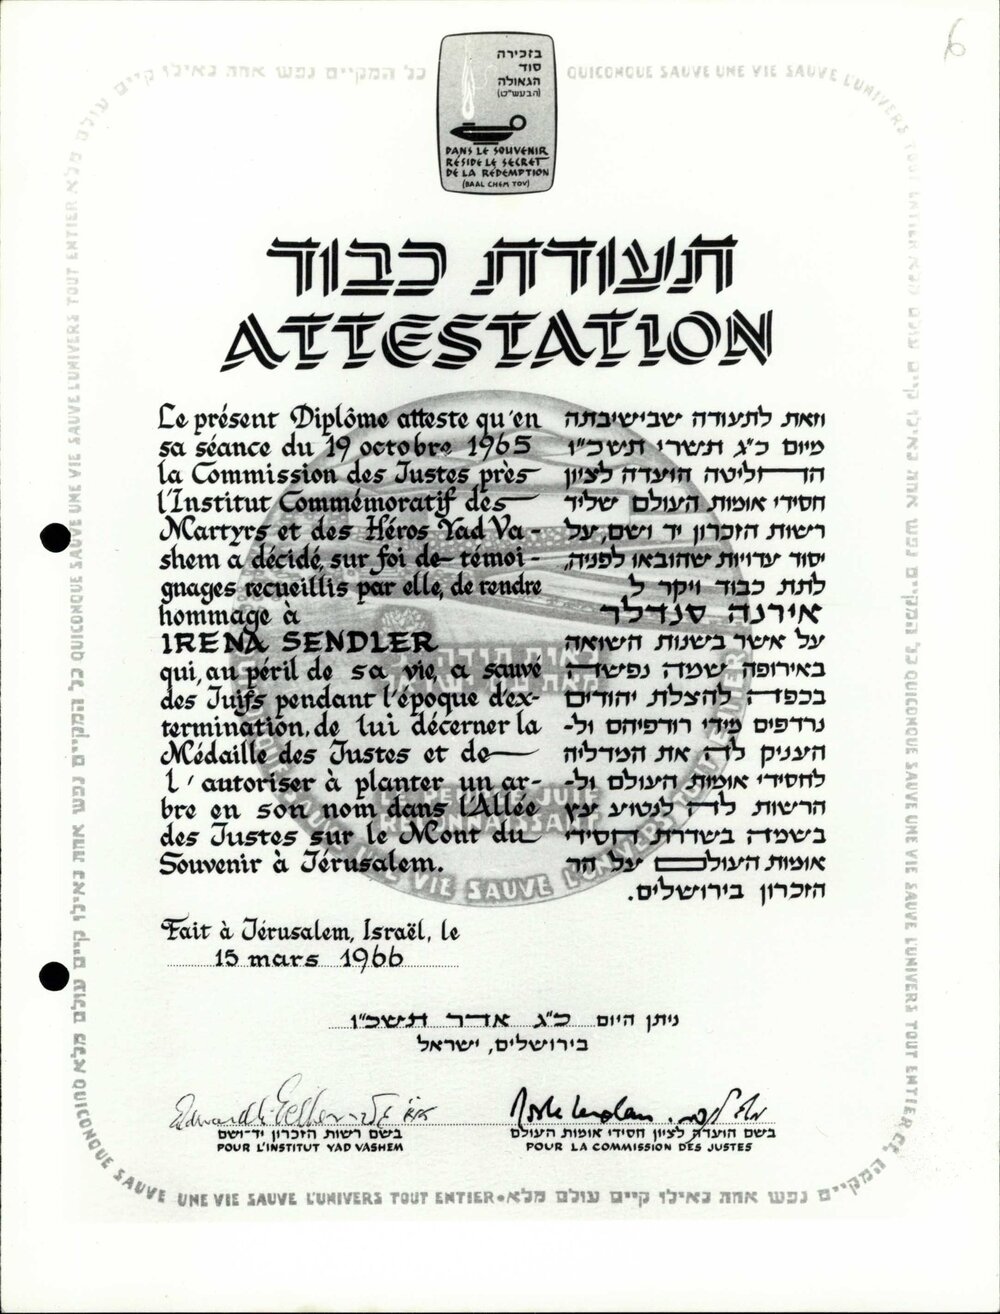 6
בזכירה
סוד
הגאולה
(הבעש"ט)
DANS LE SOUVENIR
RÉSIDE LE SECRET
DE LA RÉDEMPTION
(BAAL CHEM TOV)
תעודת כבוד
ATTESTATION
Le présent Diplôme atteste qu'en
sa séance du 19 octobre 1965
la Commission des Justes près
l'Institut Commémoratif des
Martyrs et des Héros Yad Va-
shem a décidé, sur foi de témoi-
gnages recueillis par elle, de rendre
hommage à
IRENA SENDLER
qui, au péril de sa vie, a sauvé
des Juifs pendant l'époque d'ex-
termination, de lui décerner la
Médaille des Justes et de
l'autoriser à planter un ar-
bre en son nom dans l'Allée
des Justes sur le Mont du
Souvenir à Jérusalem.
וזאת לתעודה שבישיבתה
מיום כ"ג תשרי תשכ"ו
החליטה הועדה לציון
חסידי אומות העולם שליד
רשות הזכרון יד ושם, על
יסוד עדויות שהובאו לפניה,
לתת כבוד ויקר ל
אירנה סנדלר
על אשר בשנות השואה
באירופה שמה נפשה
בכפה להצלת יהודים
נרדפים מידי רודפיהם ול-
העניק לה את המדליה
לחסידי אומות העולם ול-
הרשות לה לנטוע עץ
בשמה בשדרת חסידי
אומות העולם על הר
הזכרון בירושלים.
Fait à Jérusalem, Israël, le
15 mars 1966
ניתן היום כ"ג אדר תשכ"ו
בירושלים, ישראל
בשם רשות הזכרון יד-ושם
POUR L'INSTITUT YAD VASHEM
בשם הועדה לציון חסידי אומות העולם
POUR LA COMMISSION DES JUSTES
QUICONQUE SAUVE UNE VIE SAUVE L'UNIVERS TOUT ENTIER
כל המקיים נפש אחת כאילו קיים עולם מלא